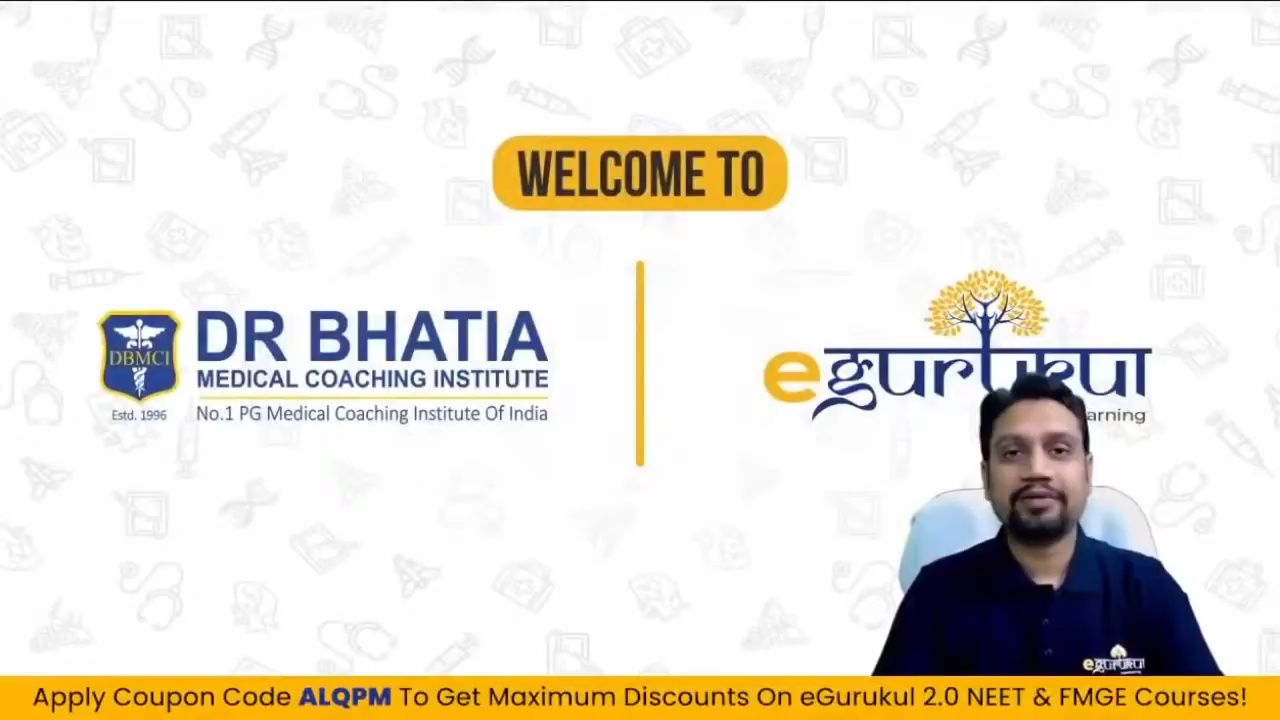 WELCOME TO
DBMCI
Estd. 1996
DR BHATIA
MEDICAL COACHING INSTITUTE
No.1 PG Medical Coaching Institute Of India
egurukul
egurukul
Apply Coupon Code ALQPM To Get Maximum Discounts On eGurukul 2.0 NEET & FMGE Courses!